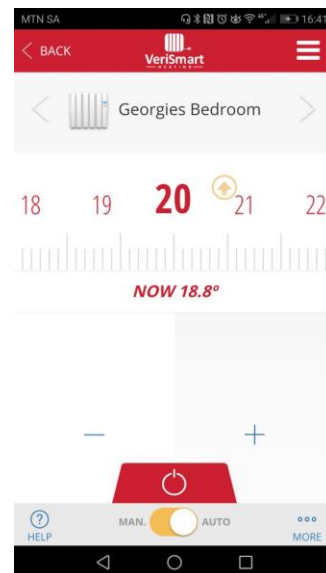 MTN SA 16:41
BACK
VeriSmart
HEATING
Georgies Bedroom
18 19 20 21 22
NOW 18.8º
− +
HELP MAN. AUTO MORE